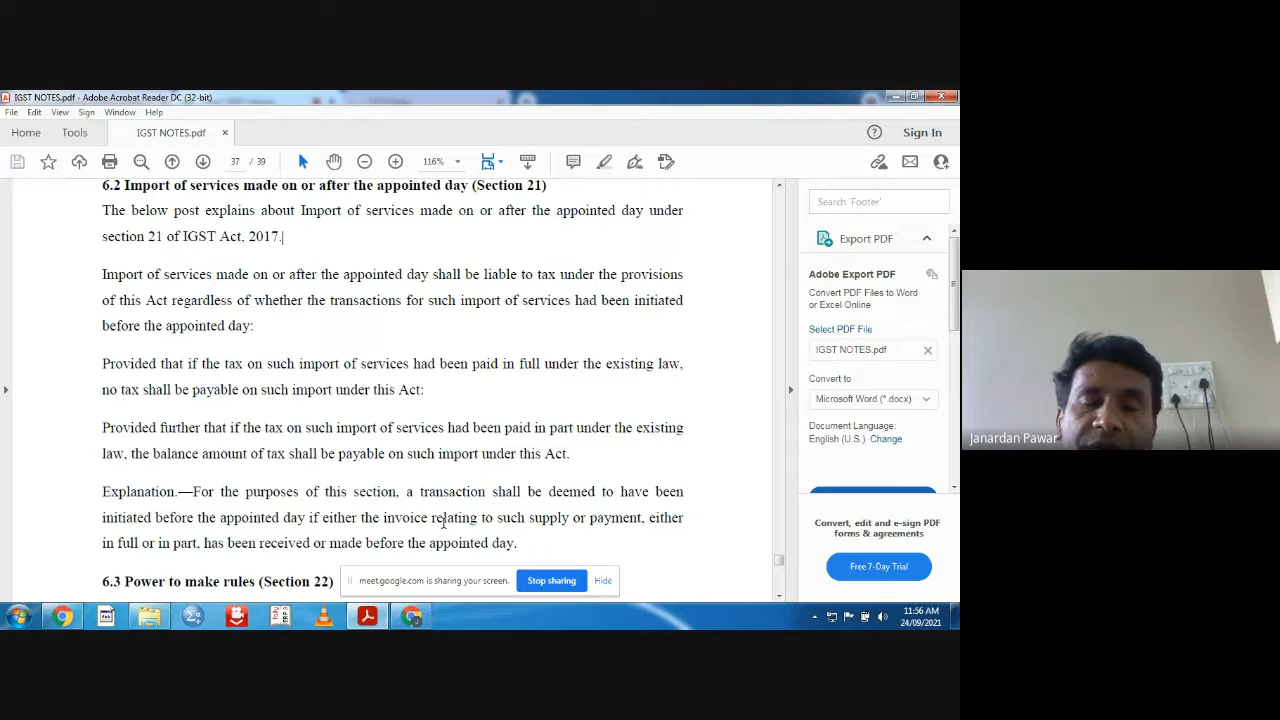 IGST NOTES.pdf - Adobe Acrobat Reader DC (32-bit)
File Edit View Sign Window Help
Home Tools IGST NOTES.pdf × Sign In
37 / 39 116%
6.2 Import of services made on or after the appointed day (Section 21)
The below post explains about Import of services made on or after the appointed day under
section 21 of IGST Act, 2017.
Import of services made on or after the appointed day shall be liable to tax under the provisions
of this Act regardless of whether the transactions for such import of services had been initiated
before the appointed day:
Provided that if the tax on such import of services had been paid in full under the existing law,
no tax shall be payable on such import under this Act:
Provided further that if the tax on such import of services had been paid in part under the existing
law, the balance amount of tax shall be payable on such import under this Act.
Explanation.—For the purposes of this section, a transaction shall be deemed to have been
initiated before the appointed day if either the invoice relating to such supply or payment, either
in full or in part, has been received or made before the appointed day.
6.3 Power to make rules (Section 22)
meet.google.com is sharing your screen. Stop sharing Hide
Search 'Footer'
Export PDF
Adobe Export PDF
Convert PDF Files to Word
or Excel Online
Select PDF File
IGST NOTES.pdf
Convert to
Microsoft Word (*.docx)
Document Language:
English (U.S.) Change
Convert, edit and e-sign PDF
forms & agreements
Free 7-Day Trial
11:56 AM
24/09/2021
Janardan Pawar